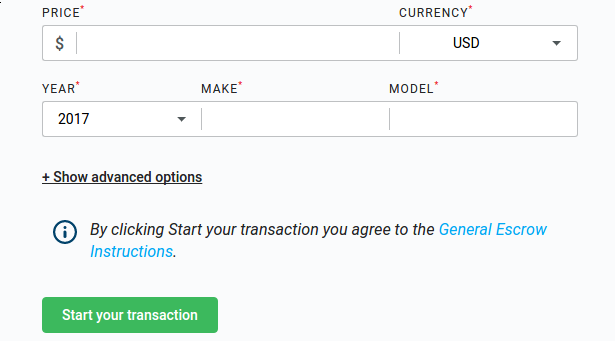 PRICE* CURRENCY*
$ USD
YEAR* MAKE* MODEL*
2017
+ Show advanced options
By clicking Start your transaction you agree to the General Escrow
Instructions.
Start your transaction